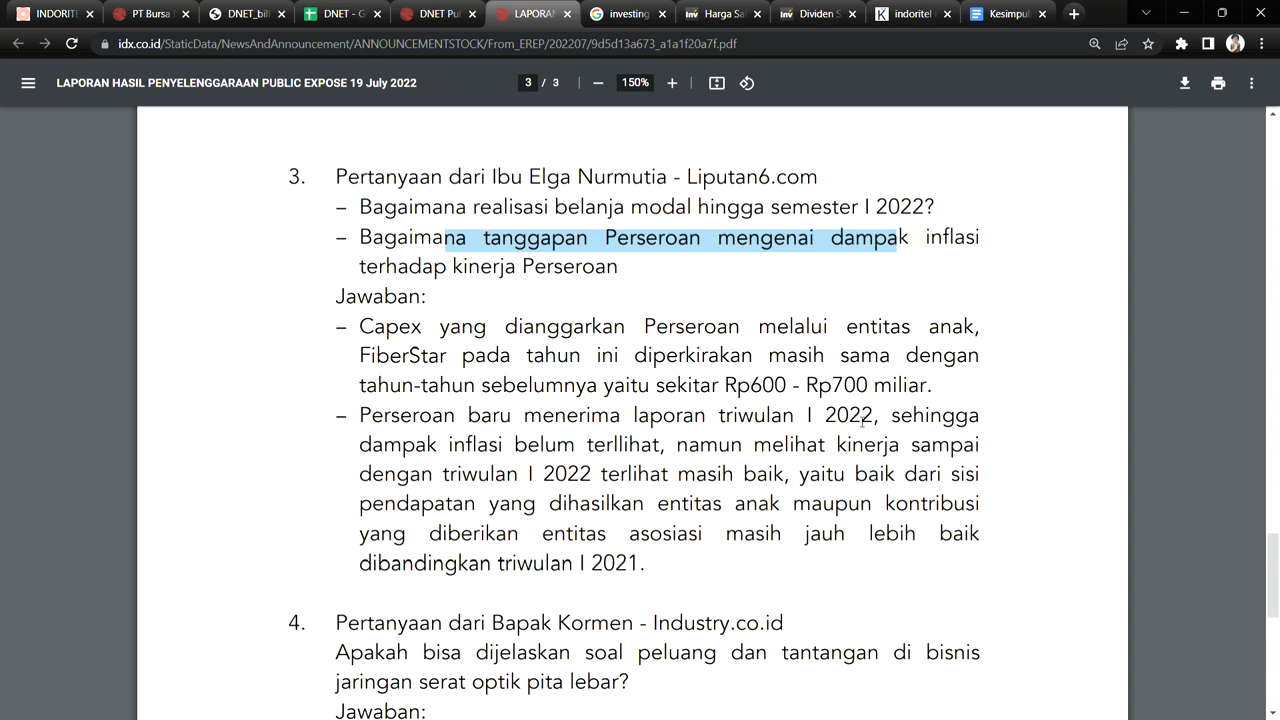 INDORITE
PT Bursa
DNET_bil
DNET - G
DNET Pu
LAPORAN
investing
Harga Sa
Dividen S
indoritel
Kesimpul
idx.co.id/StaticData/NewsAndAnnouncement/ANNOUNCEMENTSTOCK/From_EREP/202207/9d5d13a673_a1a1f20a7f.pdf
LAPORAN HASIL PENYELENGGARAAN PUBLIC EXPOSE 19 July 2022
3 / 3
150%
3. Pertanyaan dari Ibu Elga Nurmutia - Liputan6.com
– Bagaimana realisasi belanja modal hingga semester I 2022?
– Bagaimana tanggapan Perseroan mengenai dampak inflasi
terhadap kinerja Perseroan
Jawaban:
– Capex yang dianggarkan Perseroan melalui entitas anak,
FiberStar pada tahun ini diperkirakan masih sama dengan
tahun-tahun sebelumnya yaitu sekitar Rp600 - Rp700 miliar.
– Perseroan baru menerima laporan triwulan I 2022, sehingga
dampak inflasi belum terllihat, namun melihat kinerja sampai
dengan triwulan I 2022 terlihat masih baik, yaitu baik dari sisi
pendapatan yang dihasilkan entitas anak maupun kontribusi
yang diberikan entitas asosiasi masih jauh lebih baik
dibandingkan triwulan I 2021.
4. Pertanyaan dari Bapak Kormen - Industry.co.id
Apakah bisa dijelaskan soal peluang dan tantangan di bisnis
jaringan serat optik pita lebar?
Jawaban: